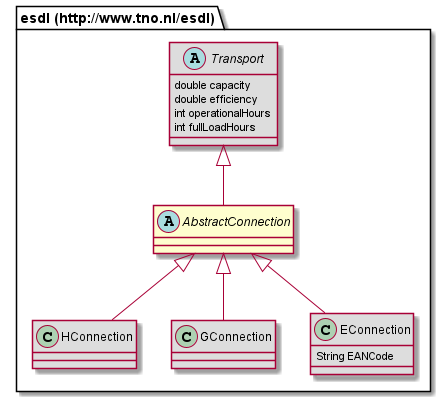 esdl (http://www.tno.nl/esdl)
A Transport
double capacity
double efficiency
int operationalHours
int fullLoadHours
A AbstractConnection
C HConnection
C GConnection
C EConnection
String EANCode